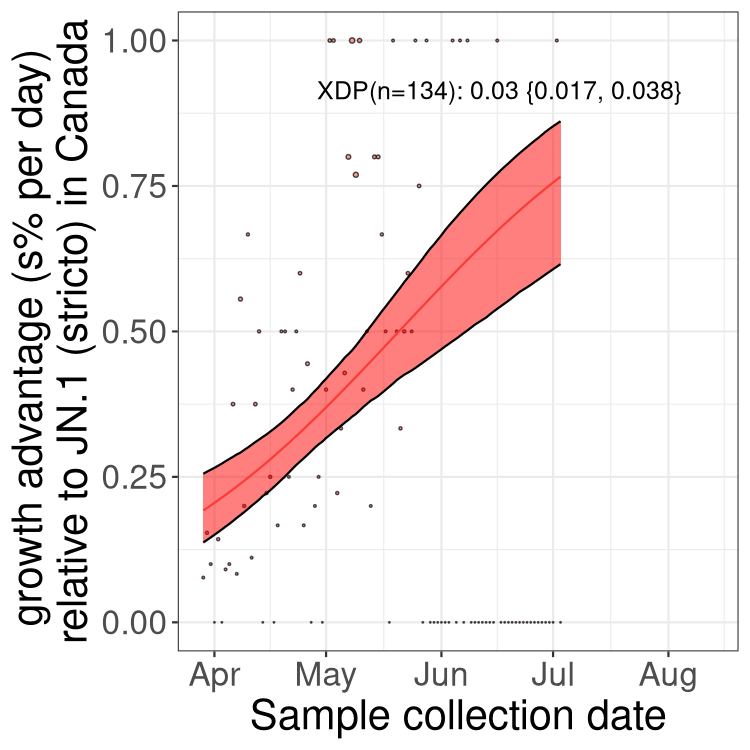 growth advantage (s% per day)
relative to JN.1 (stricto) in Canada
1.00
0.75
0.50
0.25
0.00
XDP(n=134): 0.03 {0.017, 0.038}
Apr May Jun Jul Aug
Sample collection date